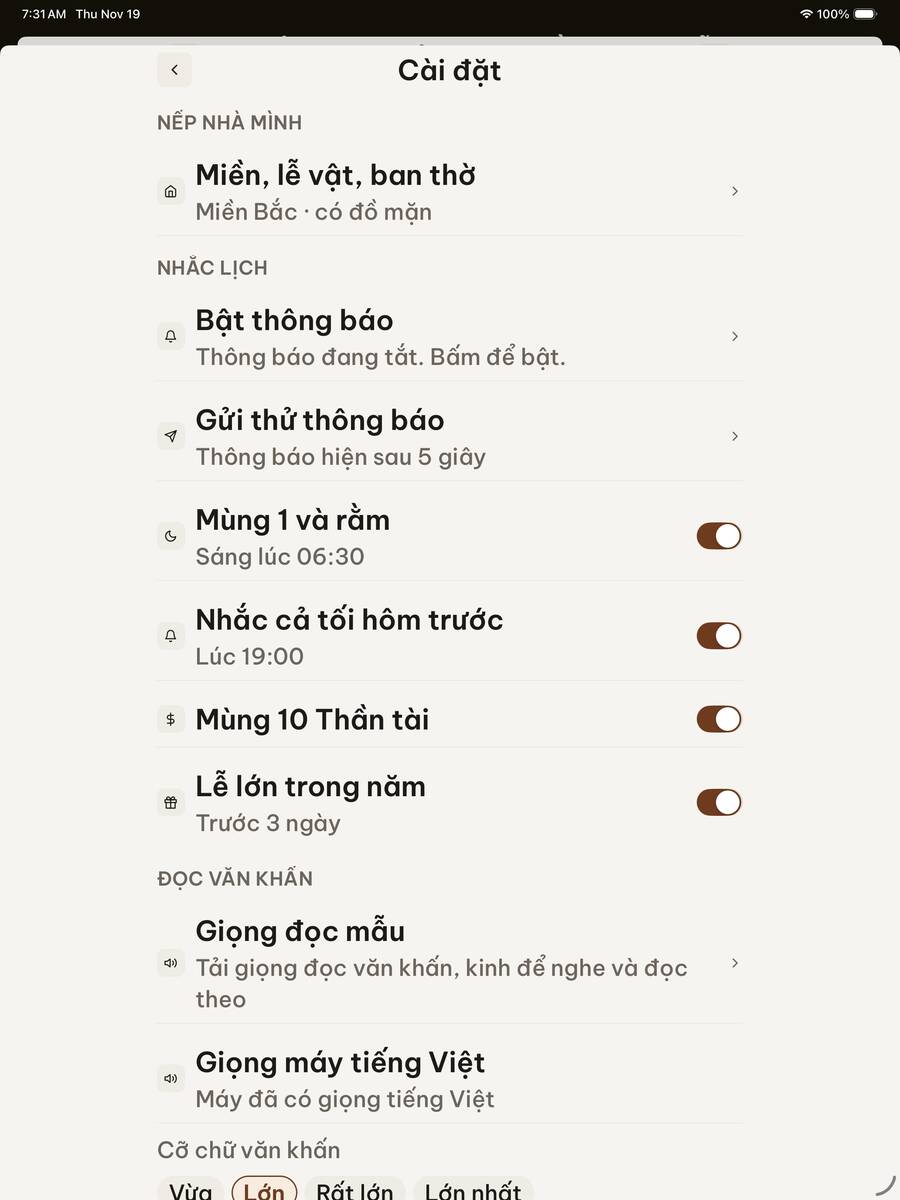 7:31 AM Thu Nov 19
100%
Cài đặt
NẾP NHÀ MÌNH
Miền, lễ vật, ban thờ
Miền Bắc · có đồ mặn
NHẮC LỊCH
Bật thông báo
Thông báo đang tắt. Bấm để bật.
Gửi thử thông báo
Thông báo hiện sau 5 giây
Mùng 1 và rằm
Sáng lúc 06:30
Nhắc cả tối hôm trước
Lúc 19:00
Mùng 10 Thần tài
Lễ lớn trong năm
Trước 3 ngày
ĐỌC VĂN KHẤN
Giọng đọc mẫu
Tải giọng đọc văn khấn, kinh để nghe và đọc
theo
Giọng máy tiếng Việt
Máy đã có giọng tiếng Việt
Cỡ chữ văn khấn
Vừa Lớn Rất lớn Lớn nhất